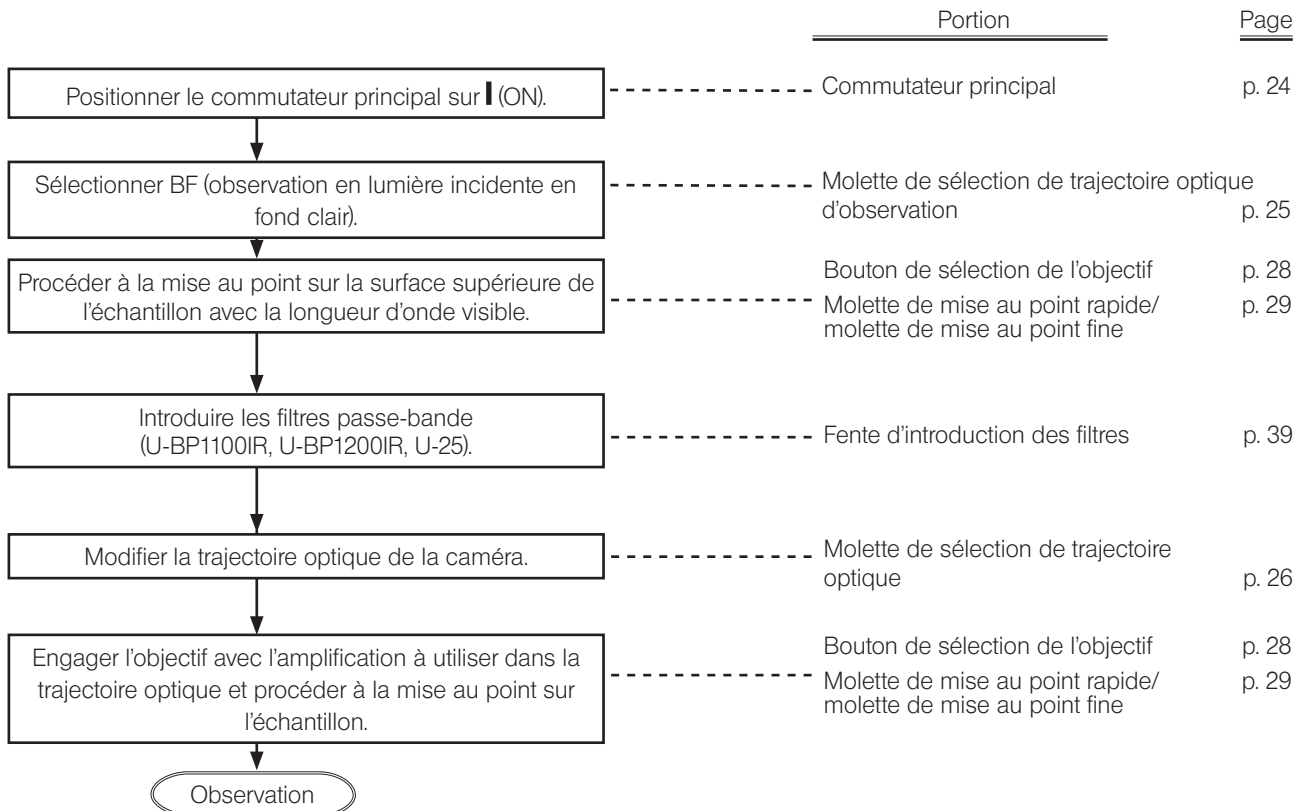 Portion Page
Positionner le commutateur principal sur I (ON).
Commutateur principal p. 24
Sélectionner BF (observation en lumière incidente en
fond clair).
Molette de sélection de trajectoire optique
d'observation p. 25
Procéder à la mise au point sur la surface supérieure de
l'échantillon avec la longueur d'onde visible.
Bouton de sélection de l'objectif p. 28
Molette de mise au point rapide/ p. 29
molette de mise au point fine
Introduire les filtres passe-bande
(U-BP1100IR, U-BP1200IR, U-25).
Fente d'introduction des filtres p. 39
Modifier la trajectoire optique de la caméra.
Molette de sélection de trajectoire
optique p. 26
Engager l'objectif avec l'amplification à utiliser dans la
trajectoire optique et procéder à la mise au point sur
l'échantillon.
Bouton de sélection de l'objectif p. 28
Molette de mise au point rapide/ p. 29
molette de mise au point fine
Observation